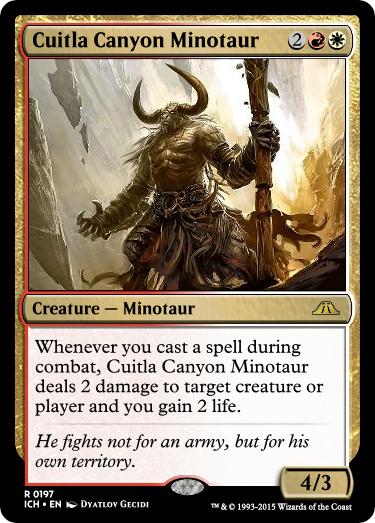 Cuitla Canyon Minotaur 2
Creature — Minotaur
Whenever you cast a spell during
combat, Cuitla Canyon Minotaur
deals 2 damage to target creature or
player and you gain 2 life.
He fights not for an army, but for his
own territory.
4/3
R 0197
ICH • EN Dyatlov Gecidi
™ & © 1993-2015 Wizards of the Coast